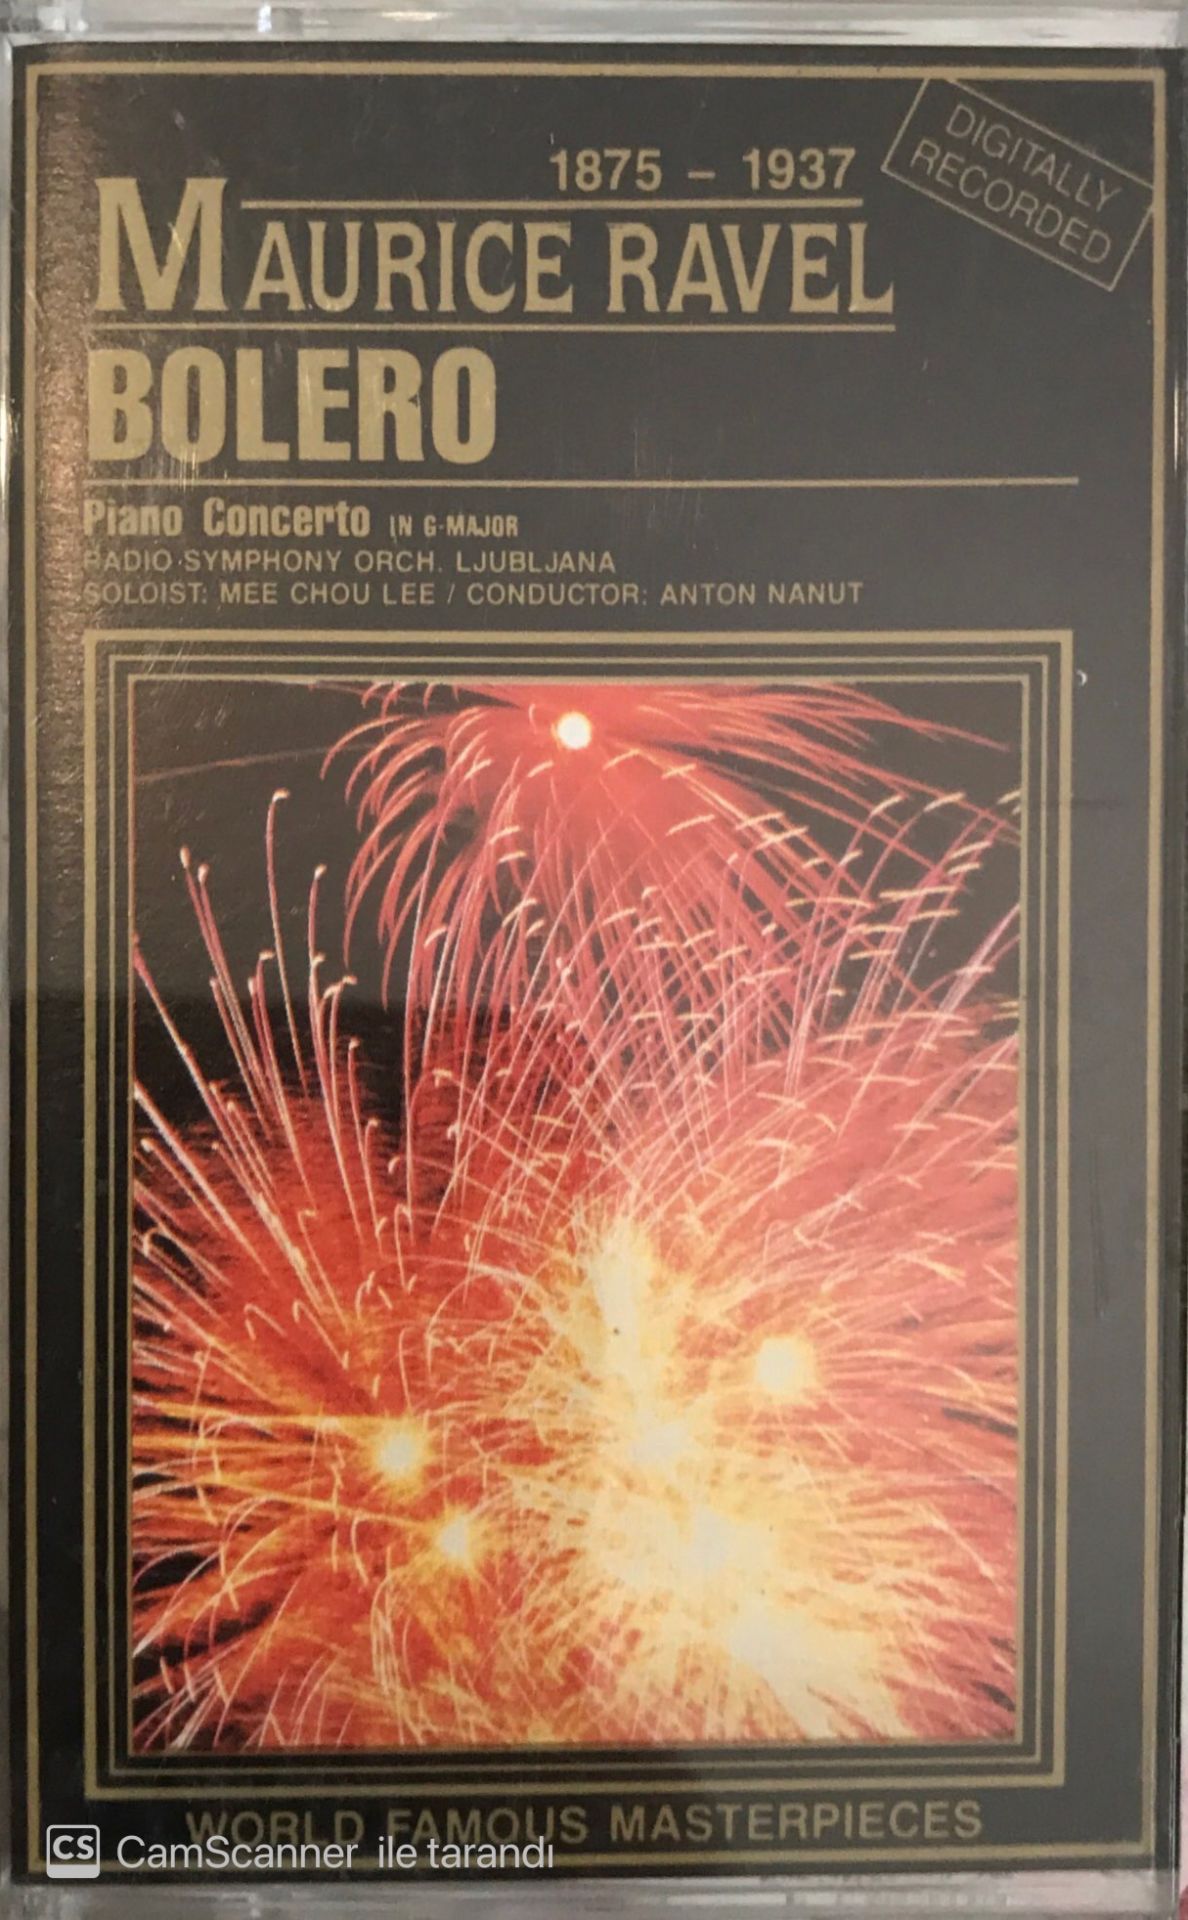 DIGITALLY
RECORDED
1875 – 1937
MAURICE RAVEL
BOLERO
Piano Concerto IN G-MAJOR
RADIO-SYMPHONY ORCH. LJUBLJANA
SOLOIST: MEE CHOU LEE / CONDUCTOR: ANTON NANUT
WORLD FAMOUS MASTERPIECES
CS CamScanner ile tarandı